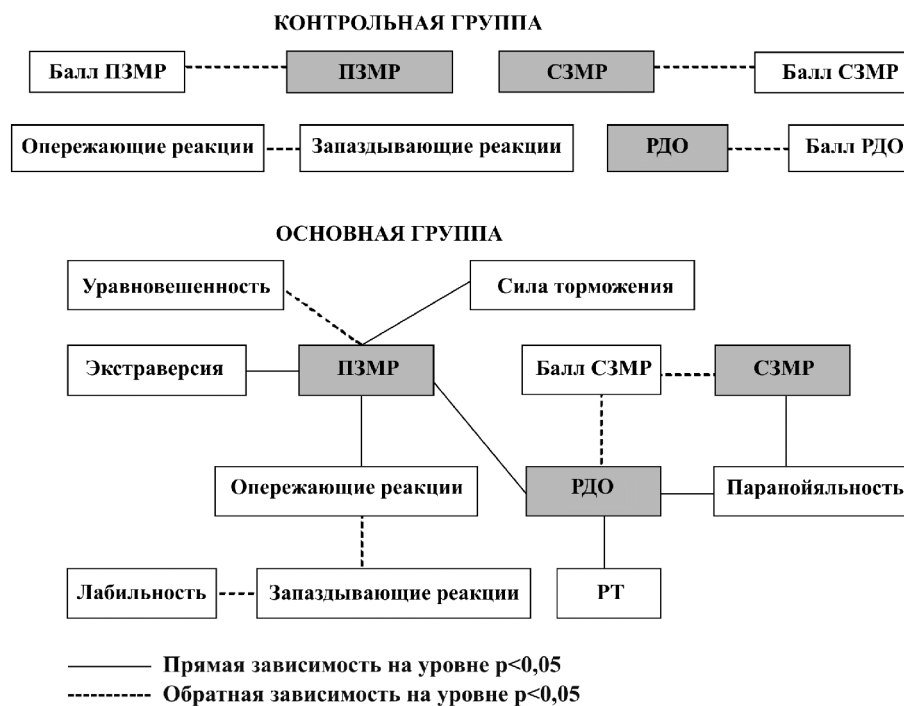 КОНТРОЛЬНАЯ ГРУППА
Балл ПЗМР
ПЗМР
СЗМР
Балл СЗМР
Опережающие реакции
Запаздывающие реакции
РДО
Балл РДО
ОСНОВНАЯ ГРУППА
Уравновешенность
Сила торможения
Экстраверсия
ПЗМР
Балл СЗМР
СЗМР
Опережающие реакции
РДО
Паранойяльность
Лабильность
Запаздывающие реакции
РТ
Прямая зависимость на уровне p<0,05
Обратная зависимость на уровне p<0,05